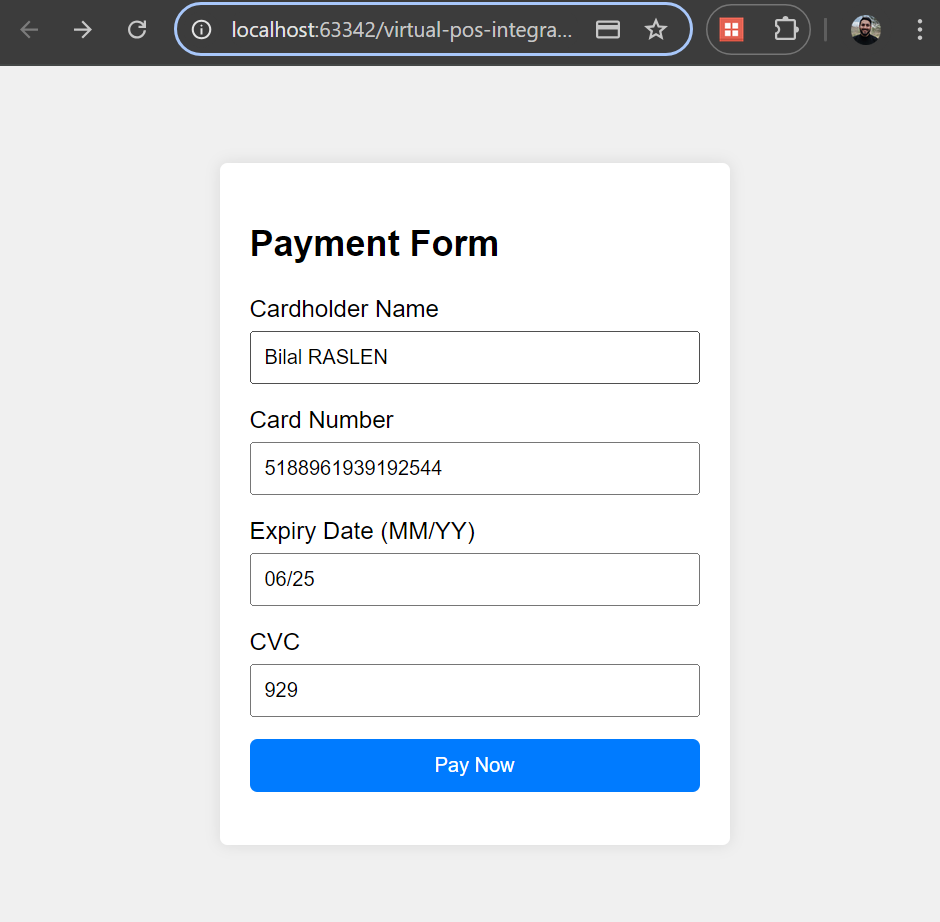 localhost:63342/virtual-pos-integra...
Payment Form
Cardholder Name
Bilal RASLEN
Card Number
5188961939192544
Expiry Date (MM/YY)
06/25
CVC
929
Pay Now